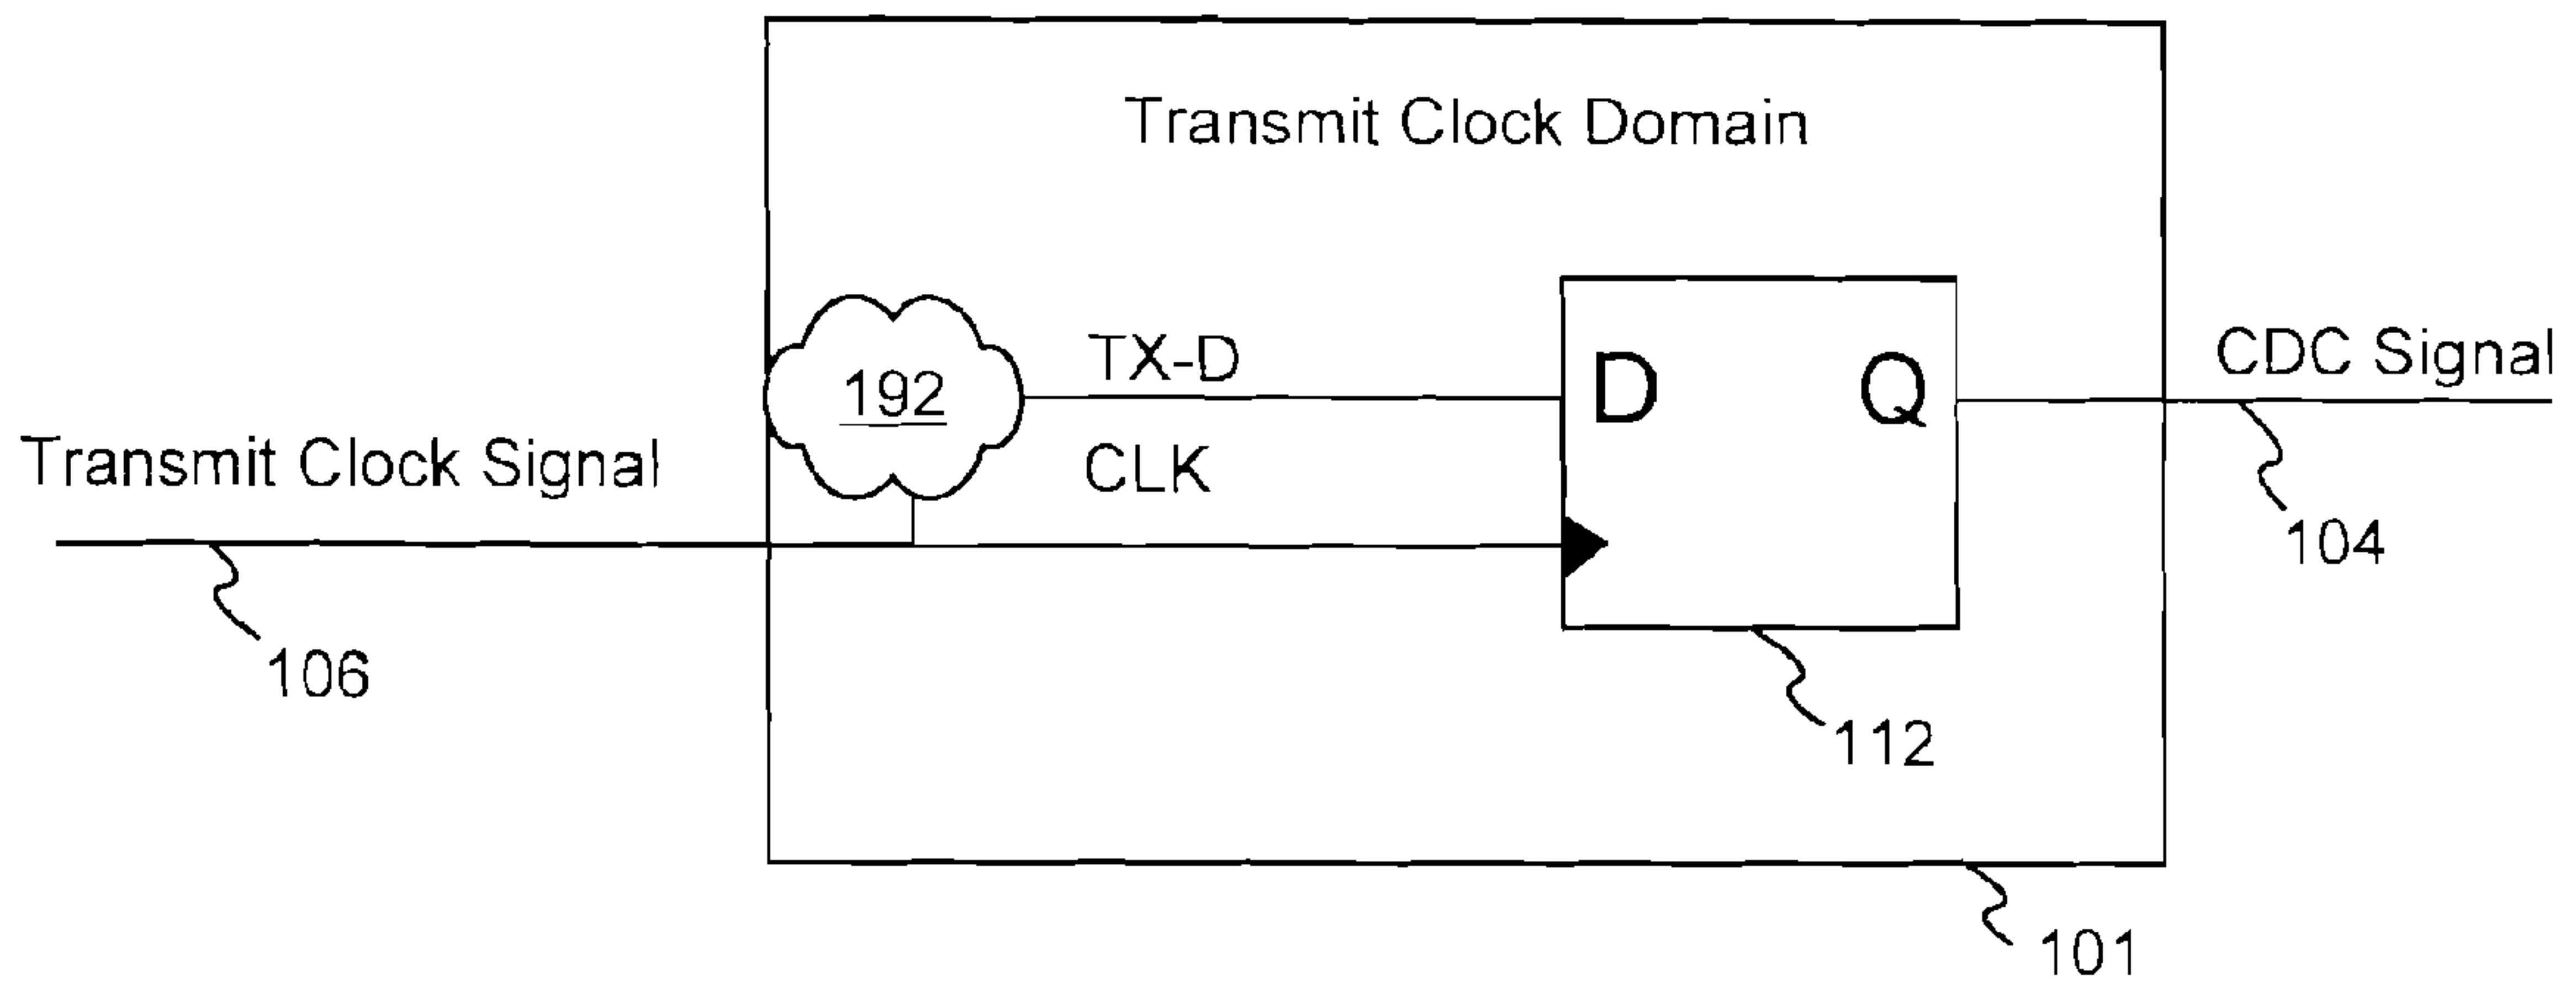 Transmit Clock Domain
TX-D
192
D
Q
CDC Signal
Transmit Clock Signal
CLK
104
106
112
101